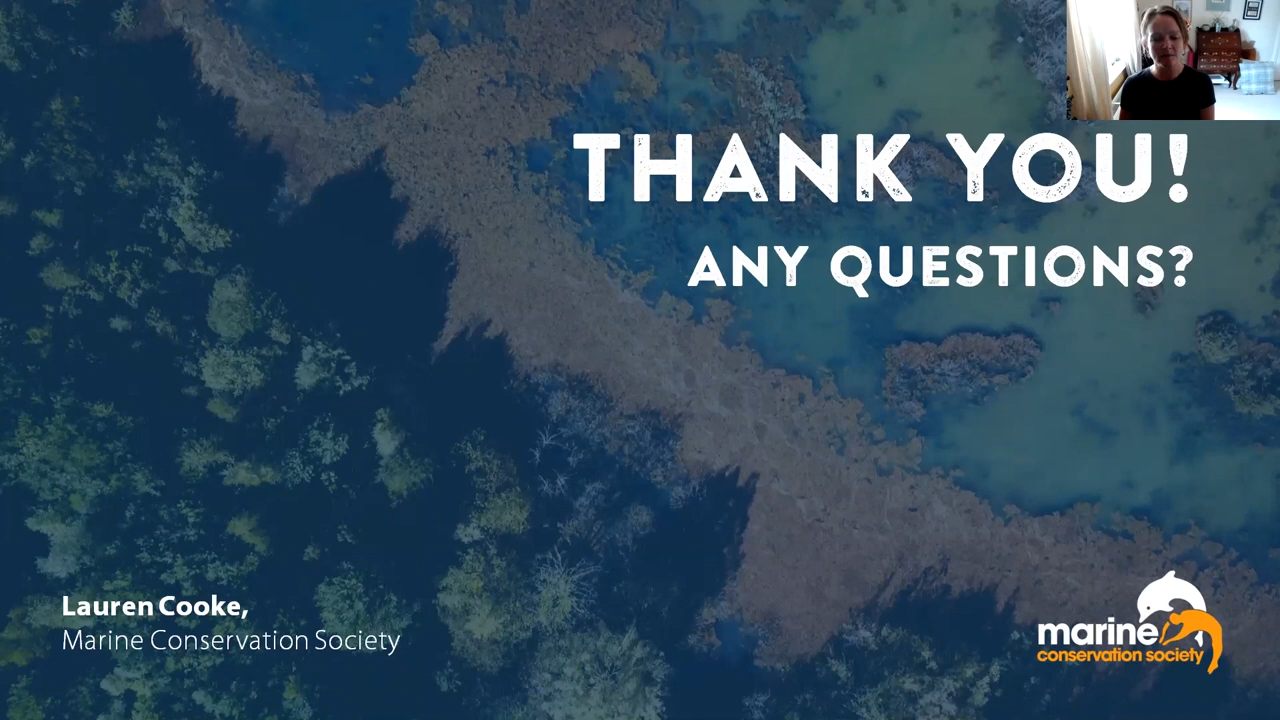 THANK YOU!
ANY QUESTIONS?
Lauren Cooke,
Marine Conservation Society
marine
conservation society